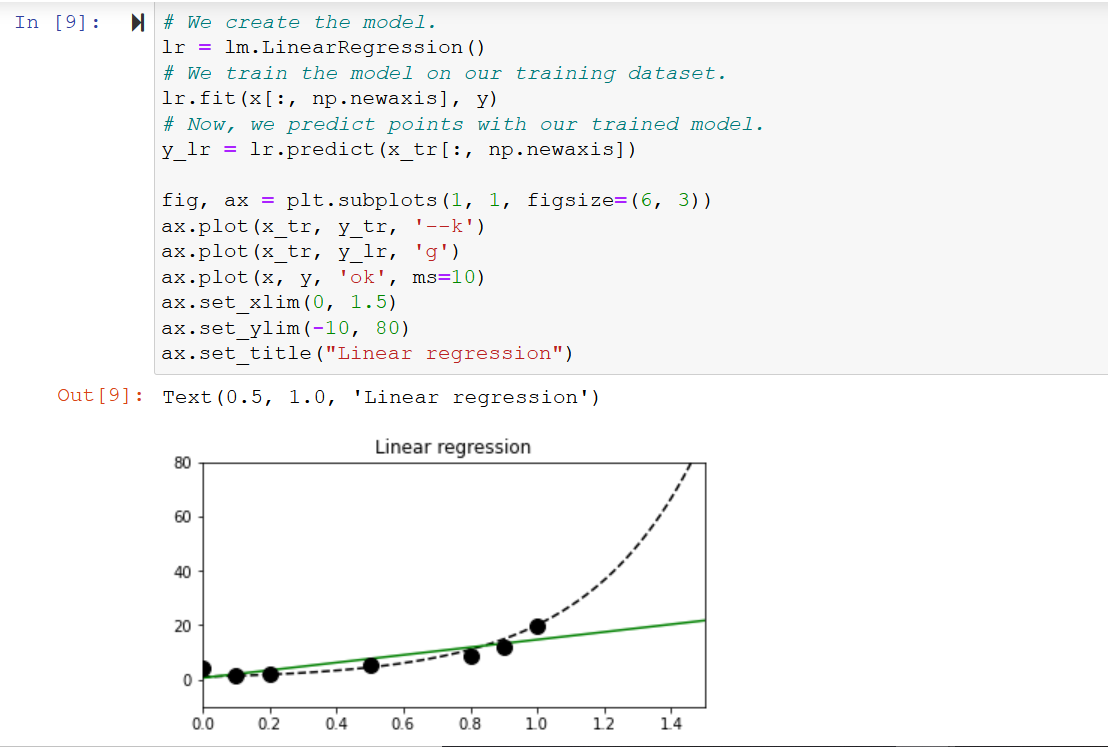 In [9]:
# We create the model.
lr = lm.LinearRegression()
# We train the model on our training dataset.
lr.fit(x[:, np.newaxis], y)
# Now, we predict points with our trained model.
y_lr = lr.predict(x_tr[:, np.newaxis])
fig, ax = plt.subplots(1, 1, figsize=(6, 3))
ax.plot(x_tr, y_tr, '--k')
ax.plot(x_tr, y_lr, 'g')
ax.plot(x, y, 'ok', ms=10)
ax.set_xlim(0, 1.5)
ax.set_ylim(-10, 80)
ax.set_title("Linear regression")
Out[9]: Text(0.5, 1.0, 'Linear regression')
Linear regression
80
60
40
20
0
0.0 0.2 0.4 0.6 0.8 1.0 1.2 1.4